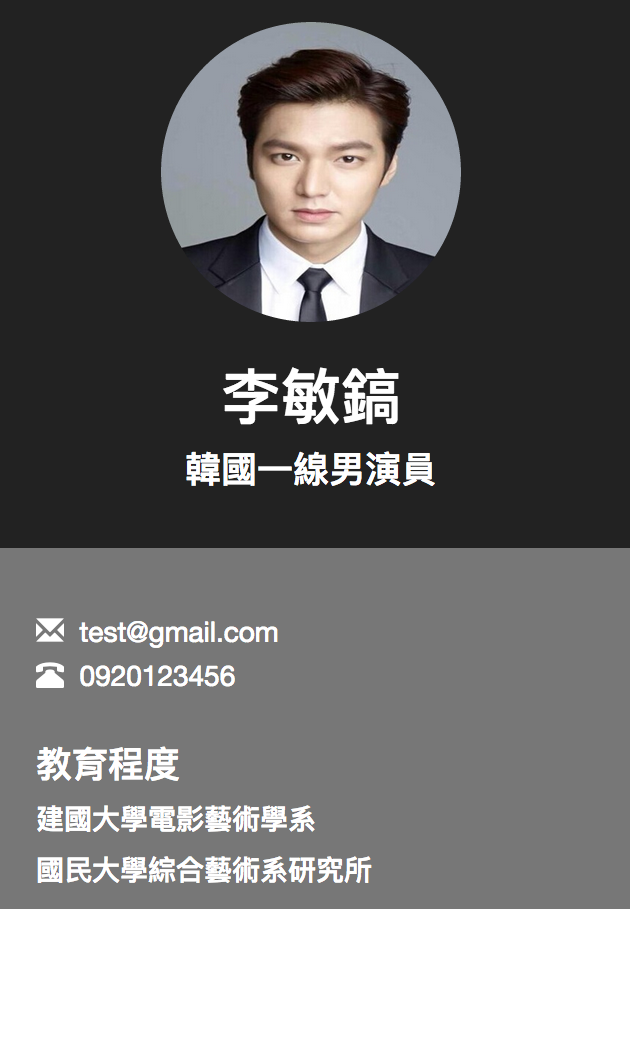 李敏鎬
韓國一線男演員
test@gmail.com
0920123456
教育程度
建國大學電影藝術學系
國民大學綜合藝術系研究所